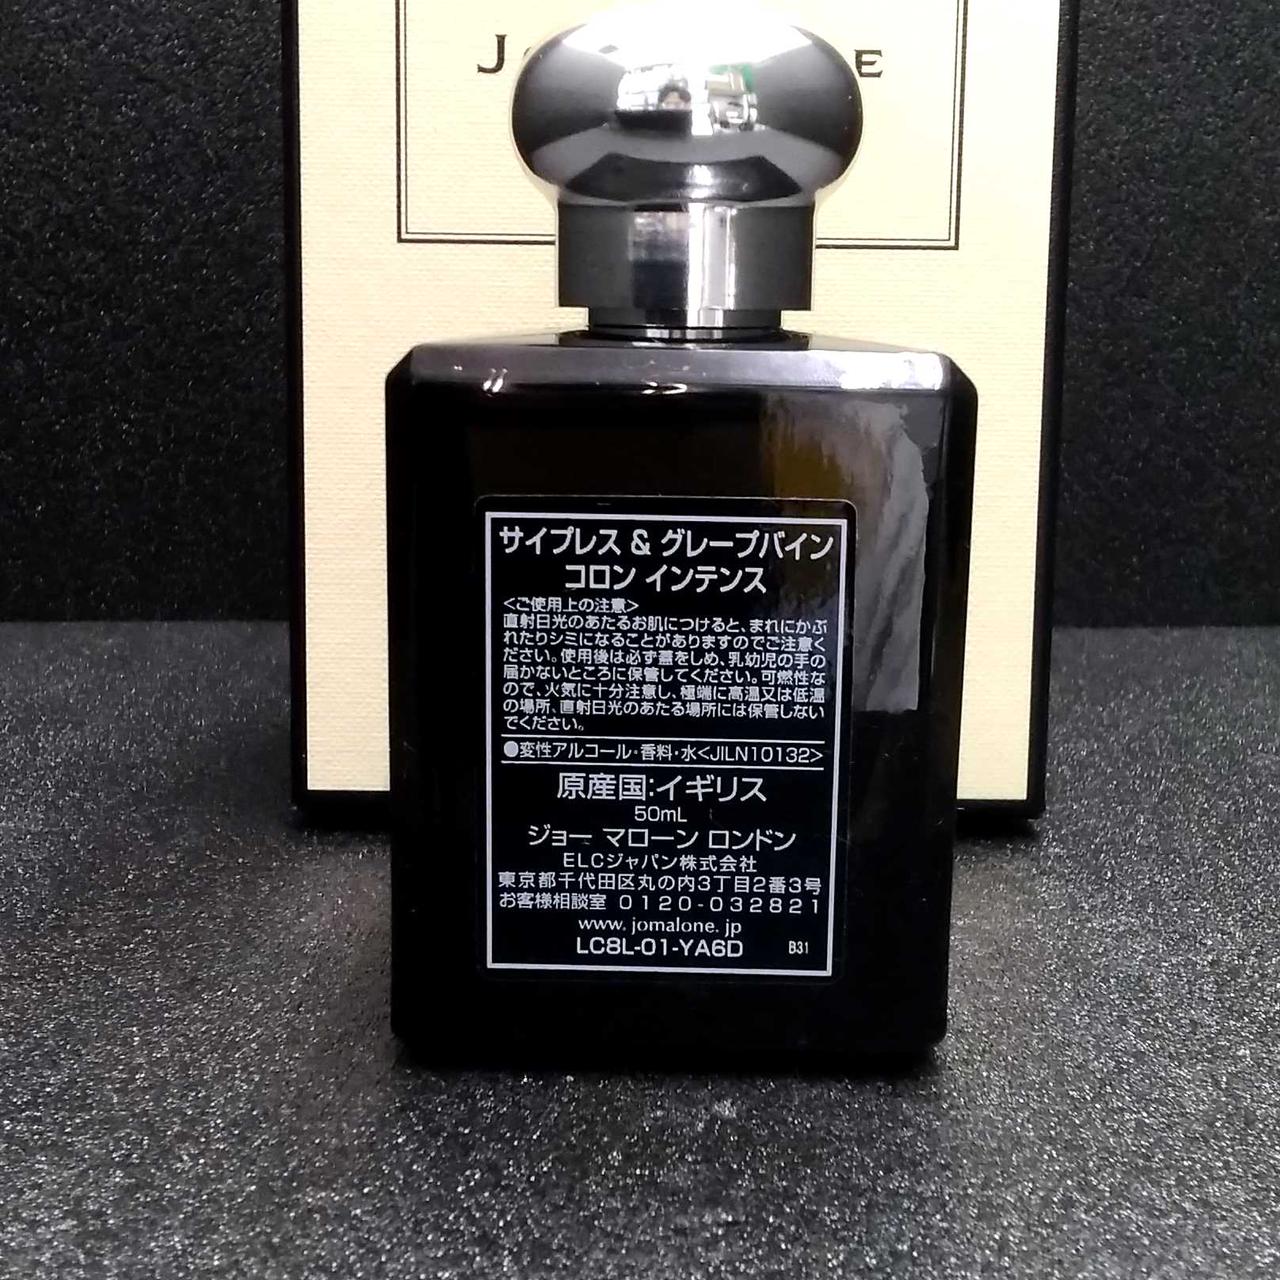 サイプレス & グレープバイン
コロン インテンス
<ご使用上の注意>
直射日光のあたるお肌につけると、まれにかぶ
れたりシミになることがありますのでご注意く
ださい。使用後は必ず蓋をしめ、乳幼児の手の
届かないところに保管してください。可燃性な
ので、火気に十分注意し、極端に高温又は低温
の場所、直射日光のあたる場所には保管しない
でください。
●変性アルコール・香料・水<JILN10132>
原産国:イギリス
50mL
ジョー マローン ロンドン
ELCジャパン株式会社
東京都千代田区丸の内3丁目2番3号
お客様相談室 0120-032821
www.jomalone.jp
LC8L-01-YA6D B31